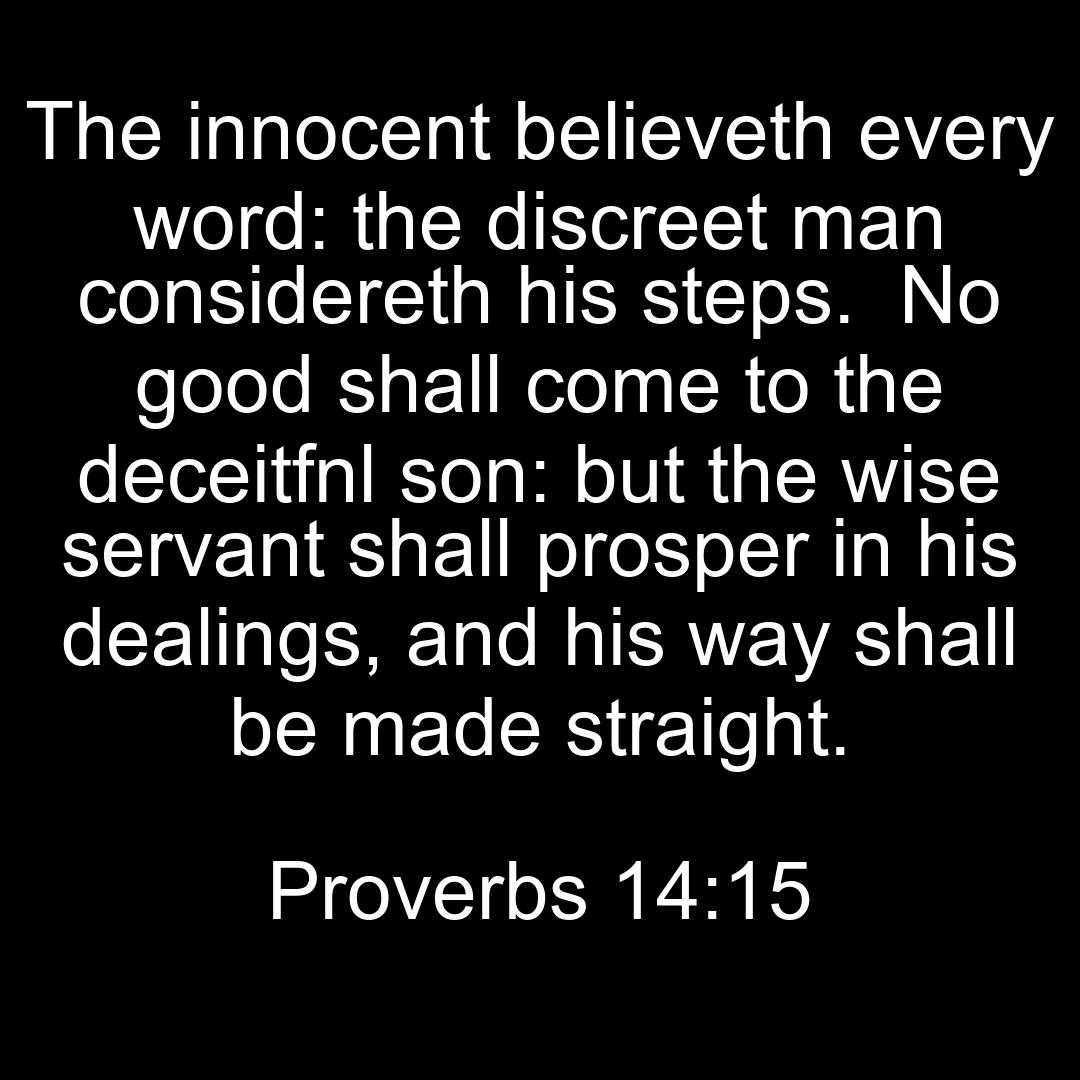 The innocent believeth every
word: the discreet man
considereth his steps.  No
good shall come to the
deceitfnl son: but the wise
servant shall prosper in his
dealings, and his way shall
be made straight.
Proverbs 14:15